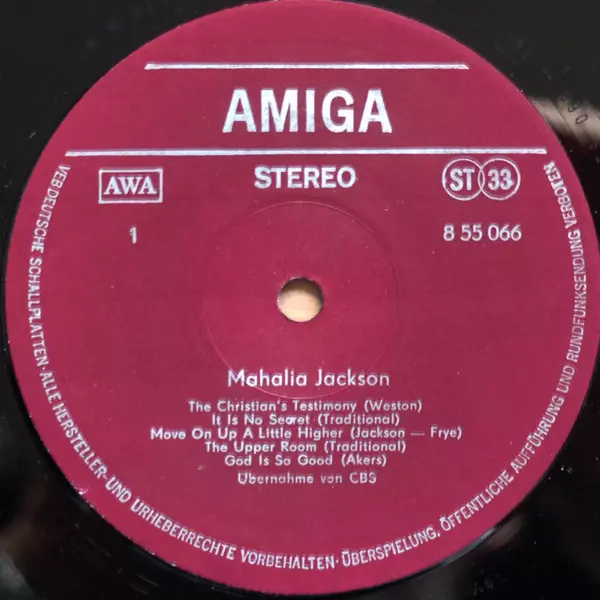 AMIGA
AWA
STEREO
ST 33
1
8 55 066
Mahalia Jackson
The Christian's Testimony (Weston)
It Is No Secret (Traditional)
Move On Up A Little Higher (Jackson — Frye)
The Upper Room (Traditional)
God Is So Good (Akers)
Übernahme von CBS
VEB DEUTSCHE SCHALLPLATTEN · ALLE HERSTELLER- UND URHEBERRECHTE VORBEHALTEN · ÜBERSPIELUNG, ÖFFENTLICHE AUFFÜHRUNG UND RUNDFUNKSENDUNG VERBOTEN